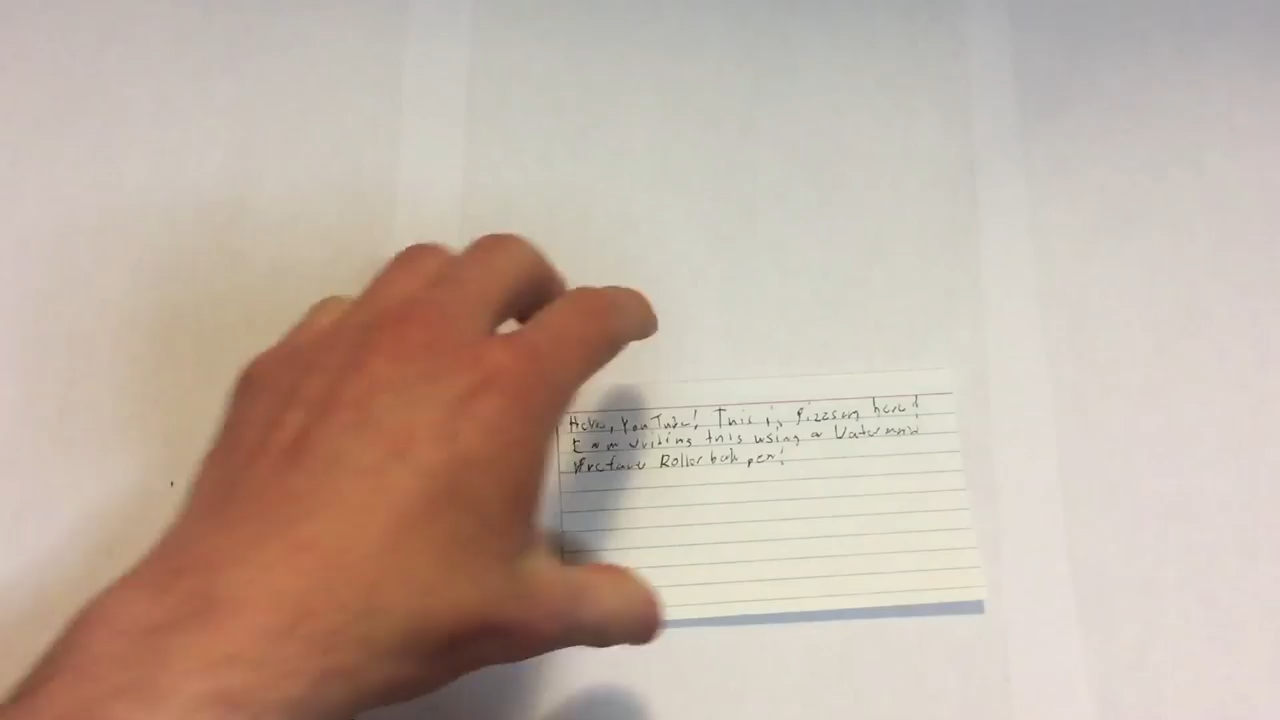 Hello, YouTube! This is here!
I am writing this using a Waterman
Rollerball pen!